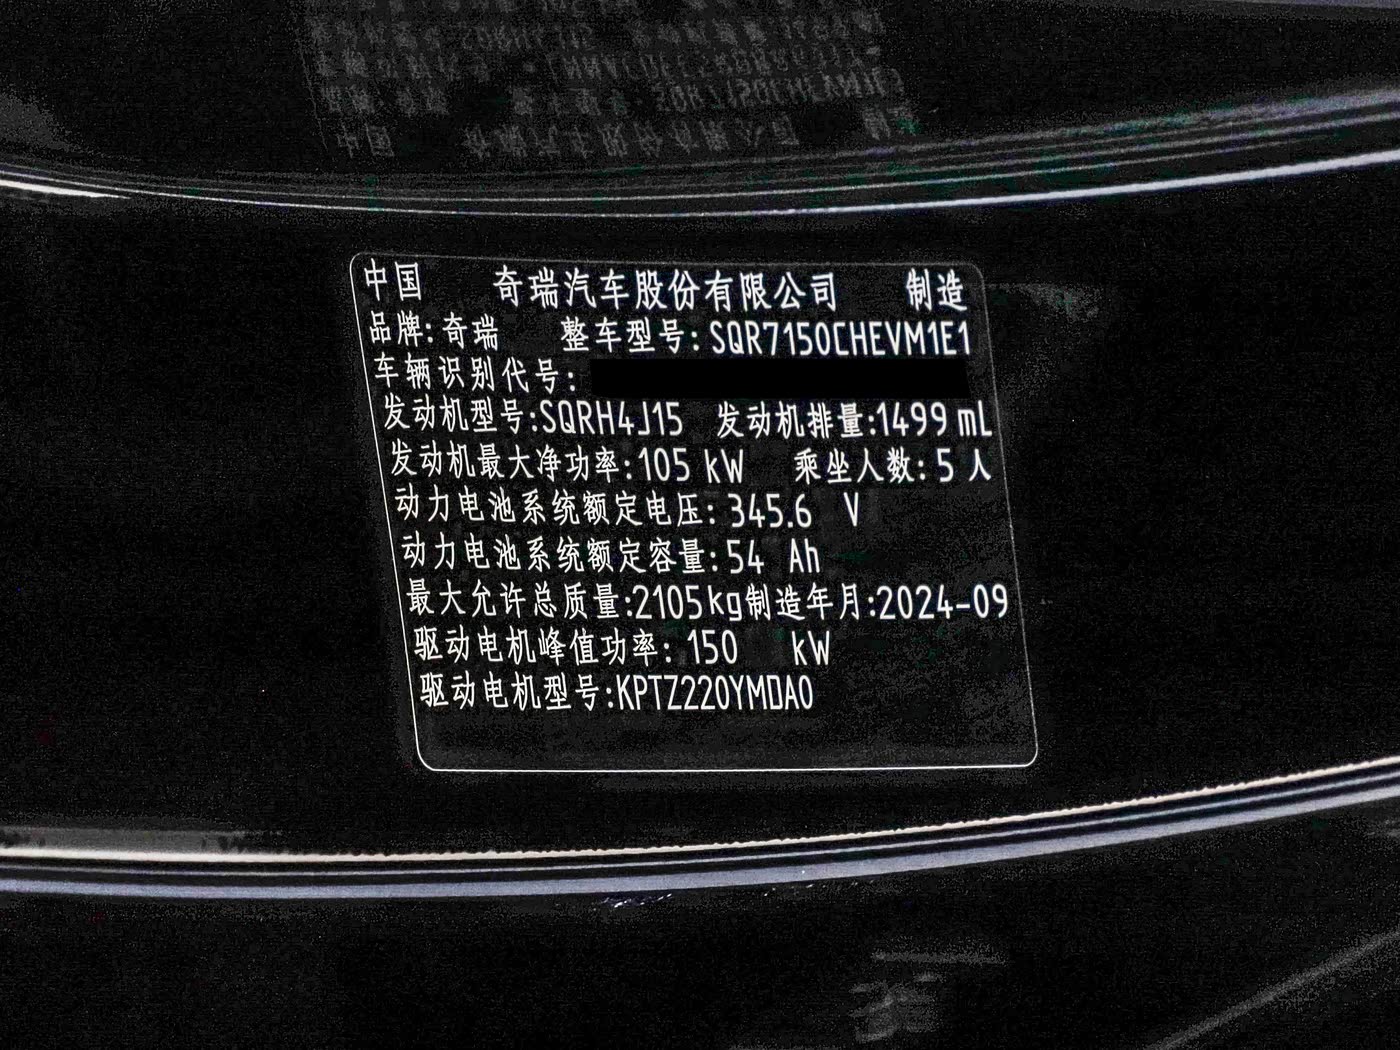 中国 奇瑞汽车股份有限公司 制造
品牌:奇瑞 整车型号:SQR7150CHEVM1E1
车辆识别代号:
发动机型号:SQRH4J15 发动机排量:1499 mL
发动机最大净功率:105 kW 乘坐人数:5 人
动力电池系统额定电压:345.6 V
动力电池系统额定容量:54 Ah
最大允许总质量:2105kg制造年月:2024-09
驱动电机峰值功率:150 kW
驱动电机型号:KPTZ220YMDA0